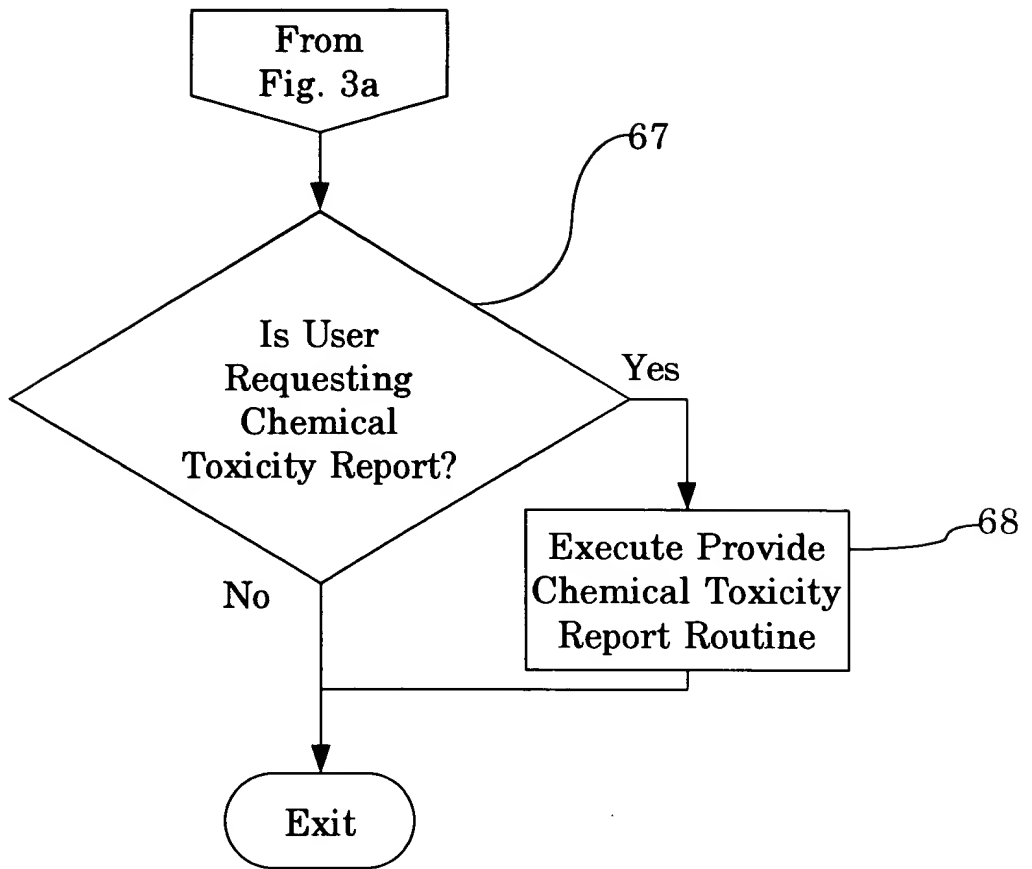 From
Fig. 3a
67
Is User
Requesting
Chemical
Toxicity Report?
Yes
No
Execute Provide
Chemical Toxicity
Report Routine
68
Exit